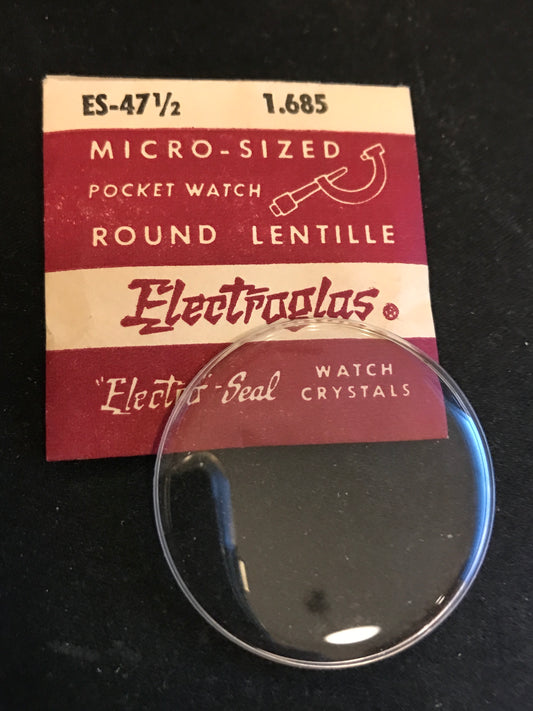 ES-47½ 1.685
MICRO-SIZED
POCKET WATCH
ROUND LENTILLE
Electroglas ®
"Electro"-Seal WATCH CRYSTALS